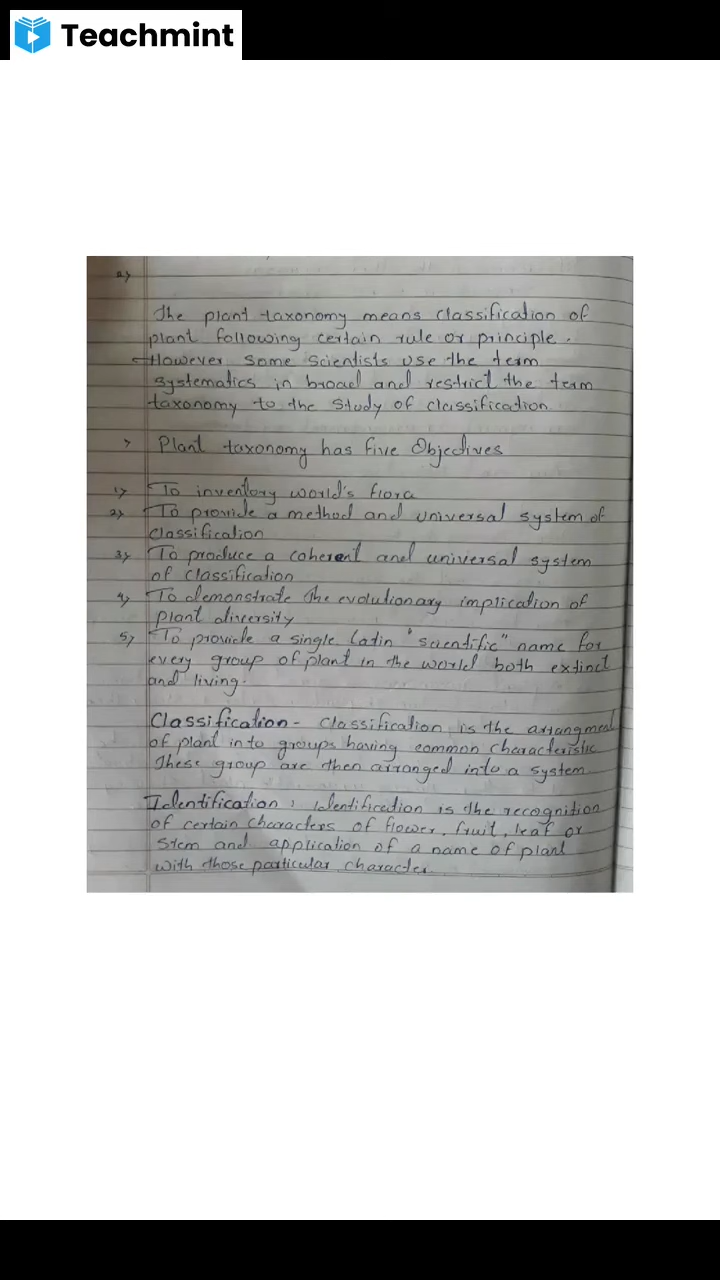 Teachmint
a)
The plant taxonomy means classification of
plant following certain rule or principle.
However some scientists use the term
systematics in broad and restrict the term
taxonomy to the study of classification
Plant taxonomy has five Objectives
1) To inventory world's flora
2) To provide a method and universal system of
classification
3) To produce a coherent and universal system
of classification
4) To demonstrate the evolutionary implication of
plant diversity
5) To provide a single Latin "scientific" name for
every group of plant in the world both extinct
and living.
Classification - Classification is the arrangment
of plant into groups having common characteristic
These group are then arranged into a system
Identification : identification is the recognition
of certain characters of flower, fruit, leaf or
stem and application of a name of plant
with those particular character.